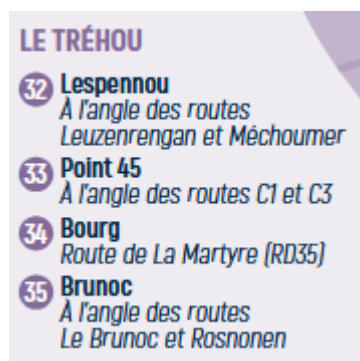 LE TRÉHOU
32 Lespennou
À l'angle des routes
Leuzenrengan et Méchoumer
33 Point 45
À l'angle des routes C1 et C3
34 Bourg
Route de La Martyre (RD35)
35 Brunoc
À l'angle des routes
Le Brunoc et Rosnonen